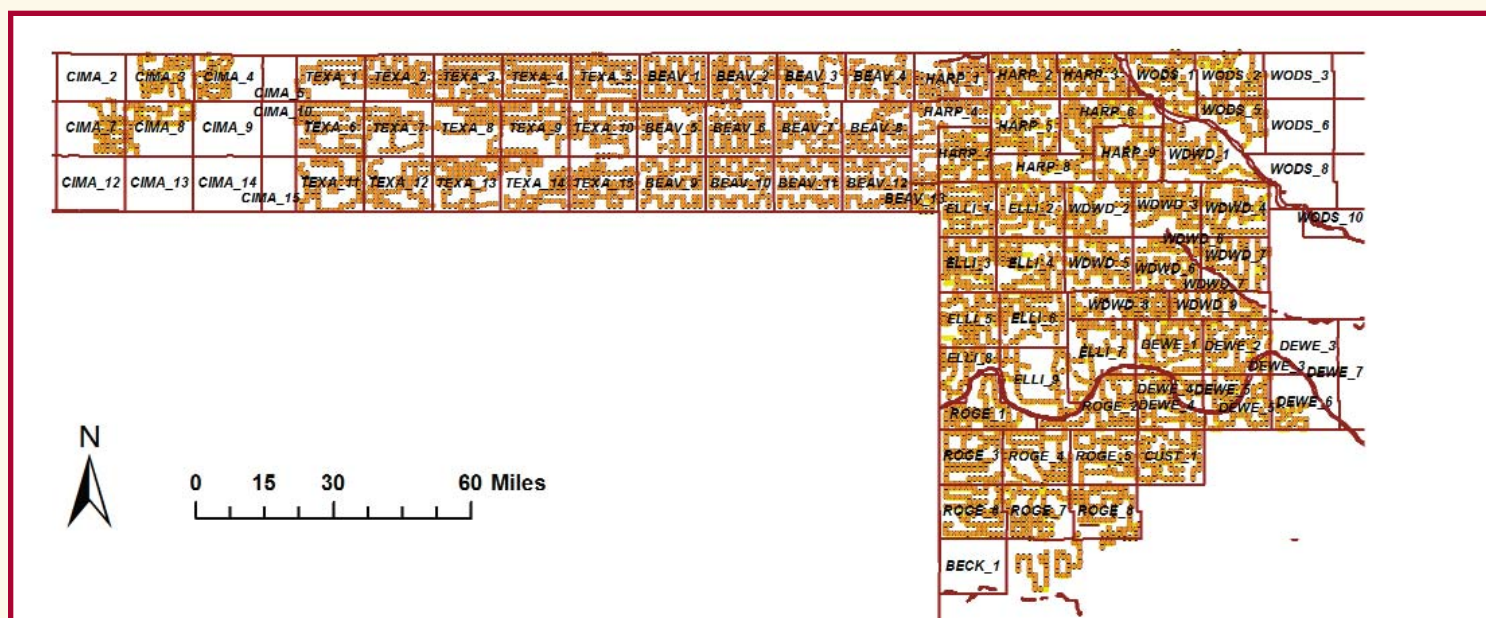 CIMA_2 CIMA_3 CIMA_4 TEXA_1 TEXA_2 TEXA_3 TEXA_4 TEXA_5 BEAV_1 BEAV_2 BEAV_3 BEAV_4 HARP_1 HARP_2 HARP_3 WODS_1 WODS_2 WODS_3
CIMA_5
CIMA_10 HARP_4 HARP_6 WODS_5
CIMA_7 CIMA_8 CIMA_9 TEXA_6 TEXA_7 TEXA_8 TEXA_9 TEXA_10 BEAV_5 BEAV_6 BEAV_7 BEAV_8 HARP_5 WODS_6
HARP_7 HARP_8 HARP_9 WDWD_1 WODS_8
CIMA_12 CIMA_13 CIMA_14 TEXA_11 TEXA_12 TEXA_13 TEXA_14 TEXA_15 BEAV_9 BEAV_10 BEAV_11 BEAV_12
CIMA_15 BEAV_13
ELLI_1 ELLI_2 WDWD_2 WDWD_3 WDWD_4 WODS_10
WDWD_6
ELLI_3 ELLI_4 WDWD_5 WDWD_6 WDWD_7
WDWD_7
WDWD_8 WDWD_9
ELLI_5 ELLI_6
ELLI_7 DEWE_1 DEWE_2 DEWE_3
ELLI_8 DEWE_3 DEWE_7
ELLI_9 DEWE_4 DEWE_5
ROGE_1 ROGE_2 DEWE_4 DEWE_5 DEWE_6
ROGE_3 ROGE_4 ROGE_5 CUST_1
ROGE_6 ROGE_7 ROGE_8
BECK_1
N
0 15 30 60 Miles